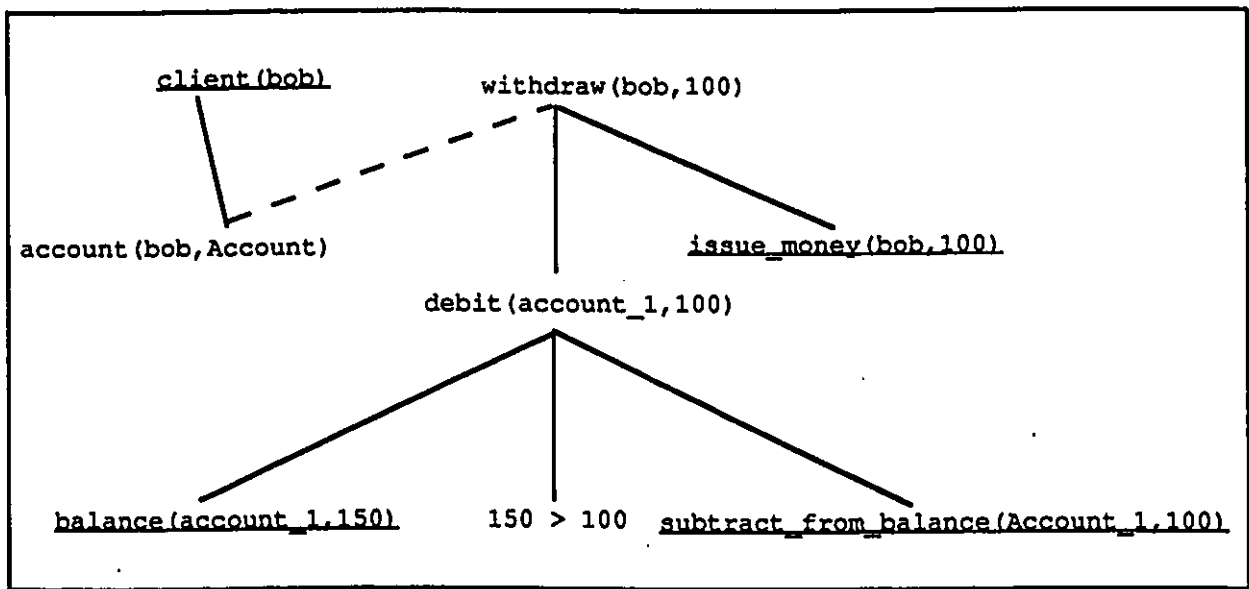 client(bob)
withdraw(bob,100)
account(bob,Account)
issue_money(bob,100)
debit(account_1,100)
balance(account_1,150)
150 > 100
subtract_from_balance(Account_1,100)